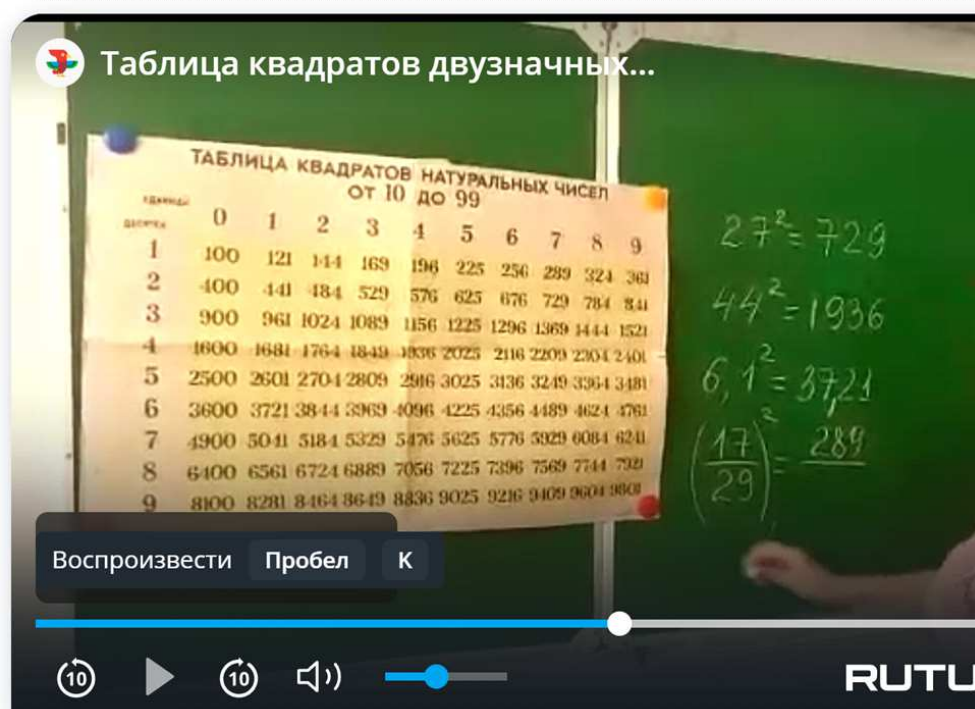 Таблица квадратов двузначных...
ТАБЛИЦА КВАДРАТОВ НАТУРАЛЬНЫХ ЧИСЕЛ
ОТ 10 ДО 99
ЕДИНИЦЫ
ДЕСЯТКИ
0 1 2 3 4 5 6 7 8 9
1 100 121 144 169 196 225 256 289 324 361
2 400 441 484 529 576 625 676 729 784 841
3 900 961 1024 1089 1156 1225 1296 1369 1444 1521
4 1600 1681 1764 1849 1936 2025 2116 2209 2304 2401
5 2500 2601 2704 2809 2916 3025 3136 3249 3364 3481
6 3600 3721 3844 3969 4096 4225 4356 4489 4624 4761
7 4900 5041 5184 5329 5476 5625 5776 5929 6084 6241
8 6400 6561 6724 6889 7056 7225 7396 7569 7744 7921
9 8100 8281 8464 8649 8836 9025 9216 9409 9604 9801
27² = 729
44² = 1936
6,1² = 37,21
(17/29)² = 289
Воспроизвести Пробел K
10 10
RUTU